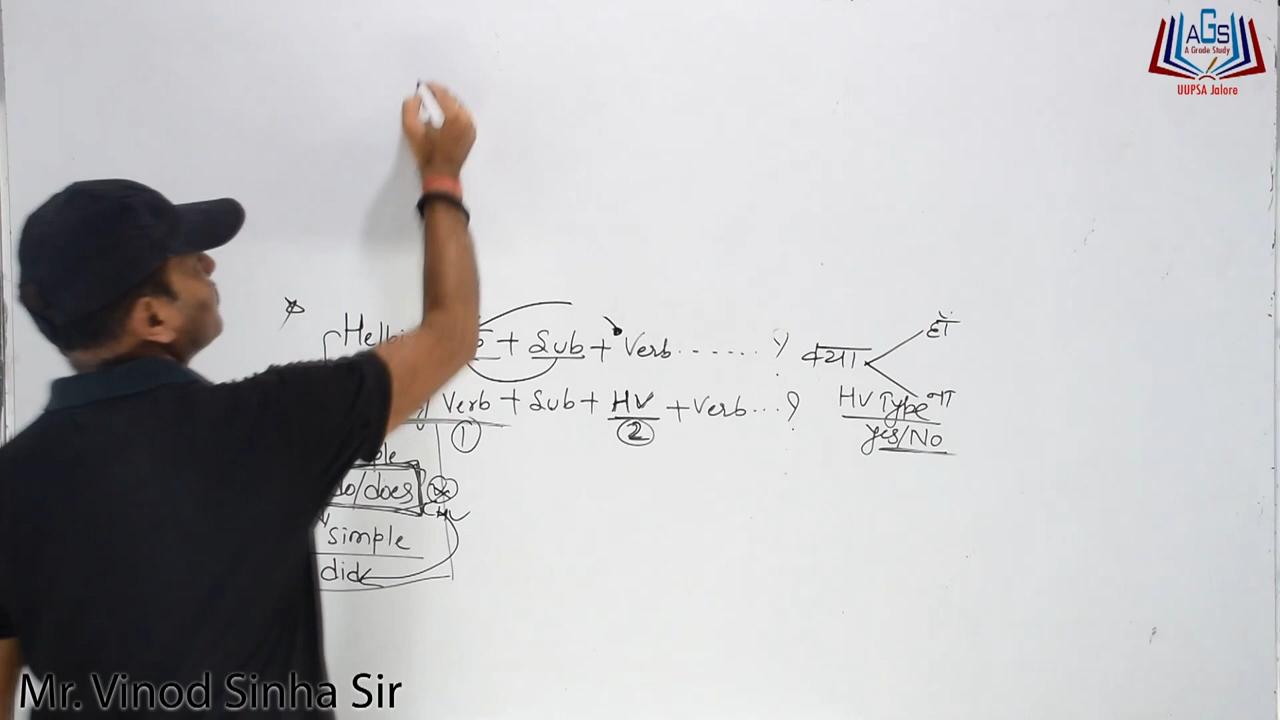 AGS
A Grade Study
UUPSA Jalore
+ Sub + Verb ...... ?
क्या
हाँ
ना
Verb + Sub + HV + Verb ... ?
① ②
HV Type
Yes/No
do/does
simple
did
Mr. Vinod Sinha Sir